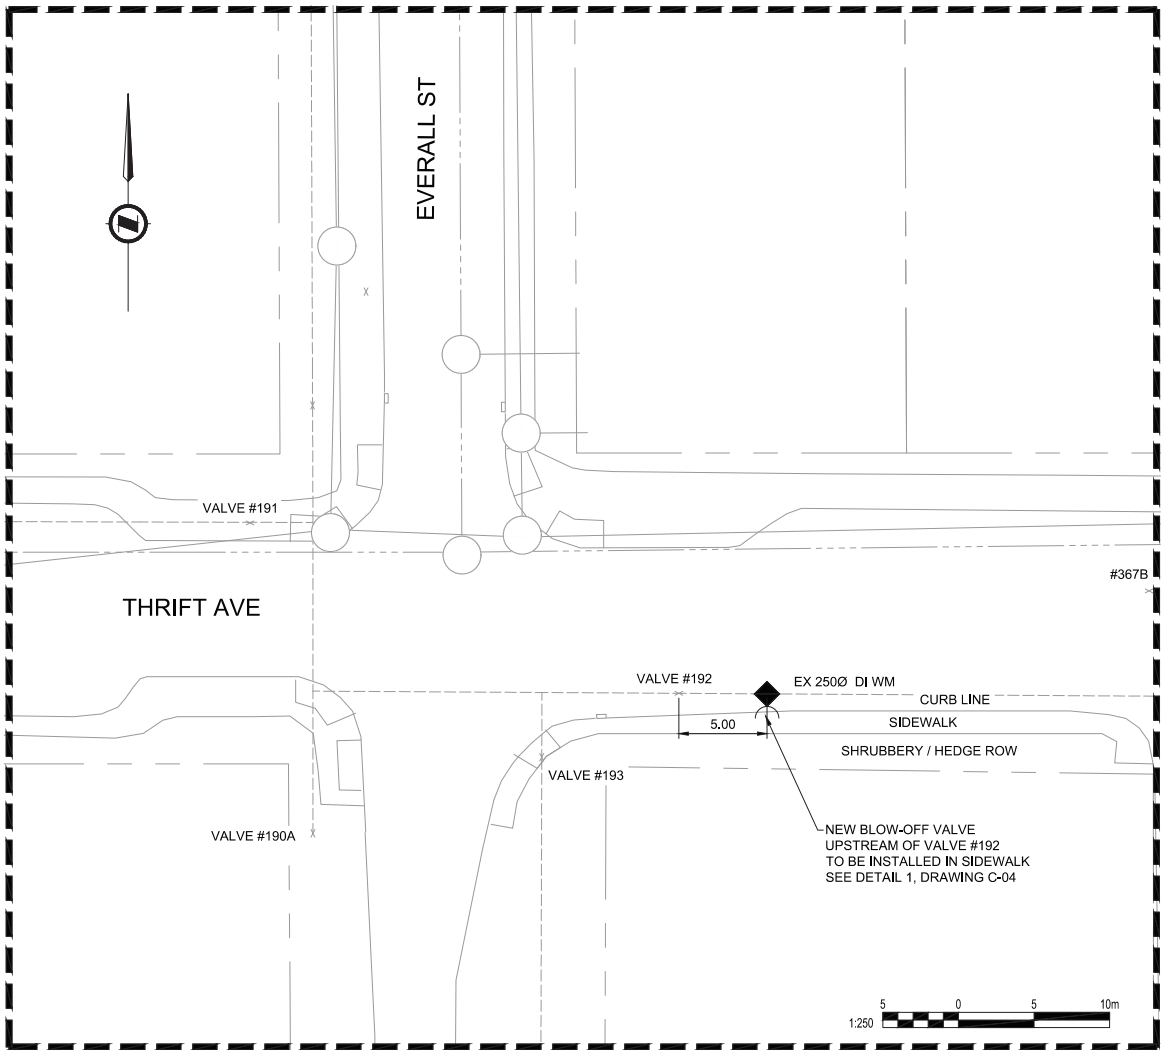 EVERALL ST
VALVE #191
#367B
THRIFT AVE
VALVE #192
EX 250Ø DI WM
CURB LINE
5.00
SIDEWALK
SHRUBBERY / HEDGE ROW
VALVE #193
VALVE #190A
NEW BLOW-OFF VALVE
UPSTREAM OF VALVE #192
TO BE INSTALLED IN SIDEWALK
SEE DETAIL 1, DRAWING C-04
5 0 5 10m
1:250